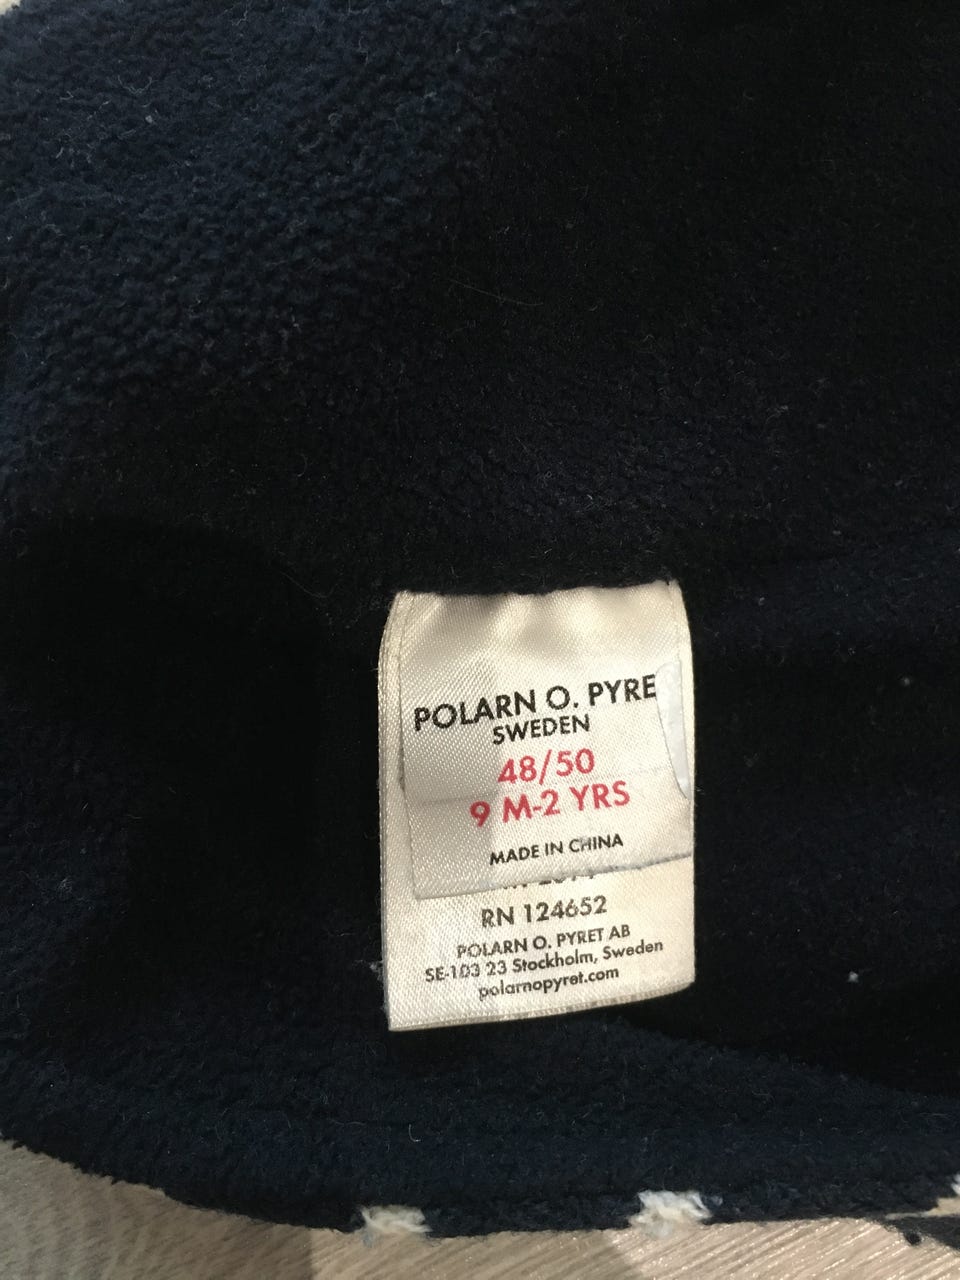 POLARN O. PYRE
SWEDEN
48/50
9 M-2 YRS
MADE IN CHINA
RN 124652
POLARN O. PYRET AB
SE-103 23 Stockholm, Sweden
polarnopyret.com